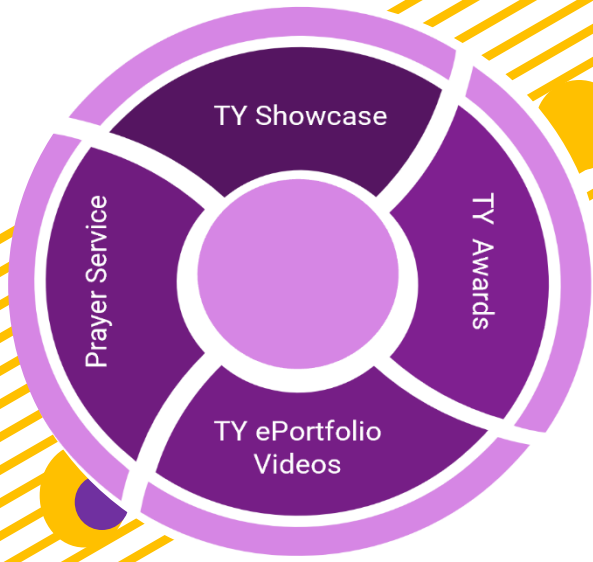 TY Showcase
TY Awards
TY ePortfolio
Videos
Prayer Service